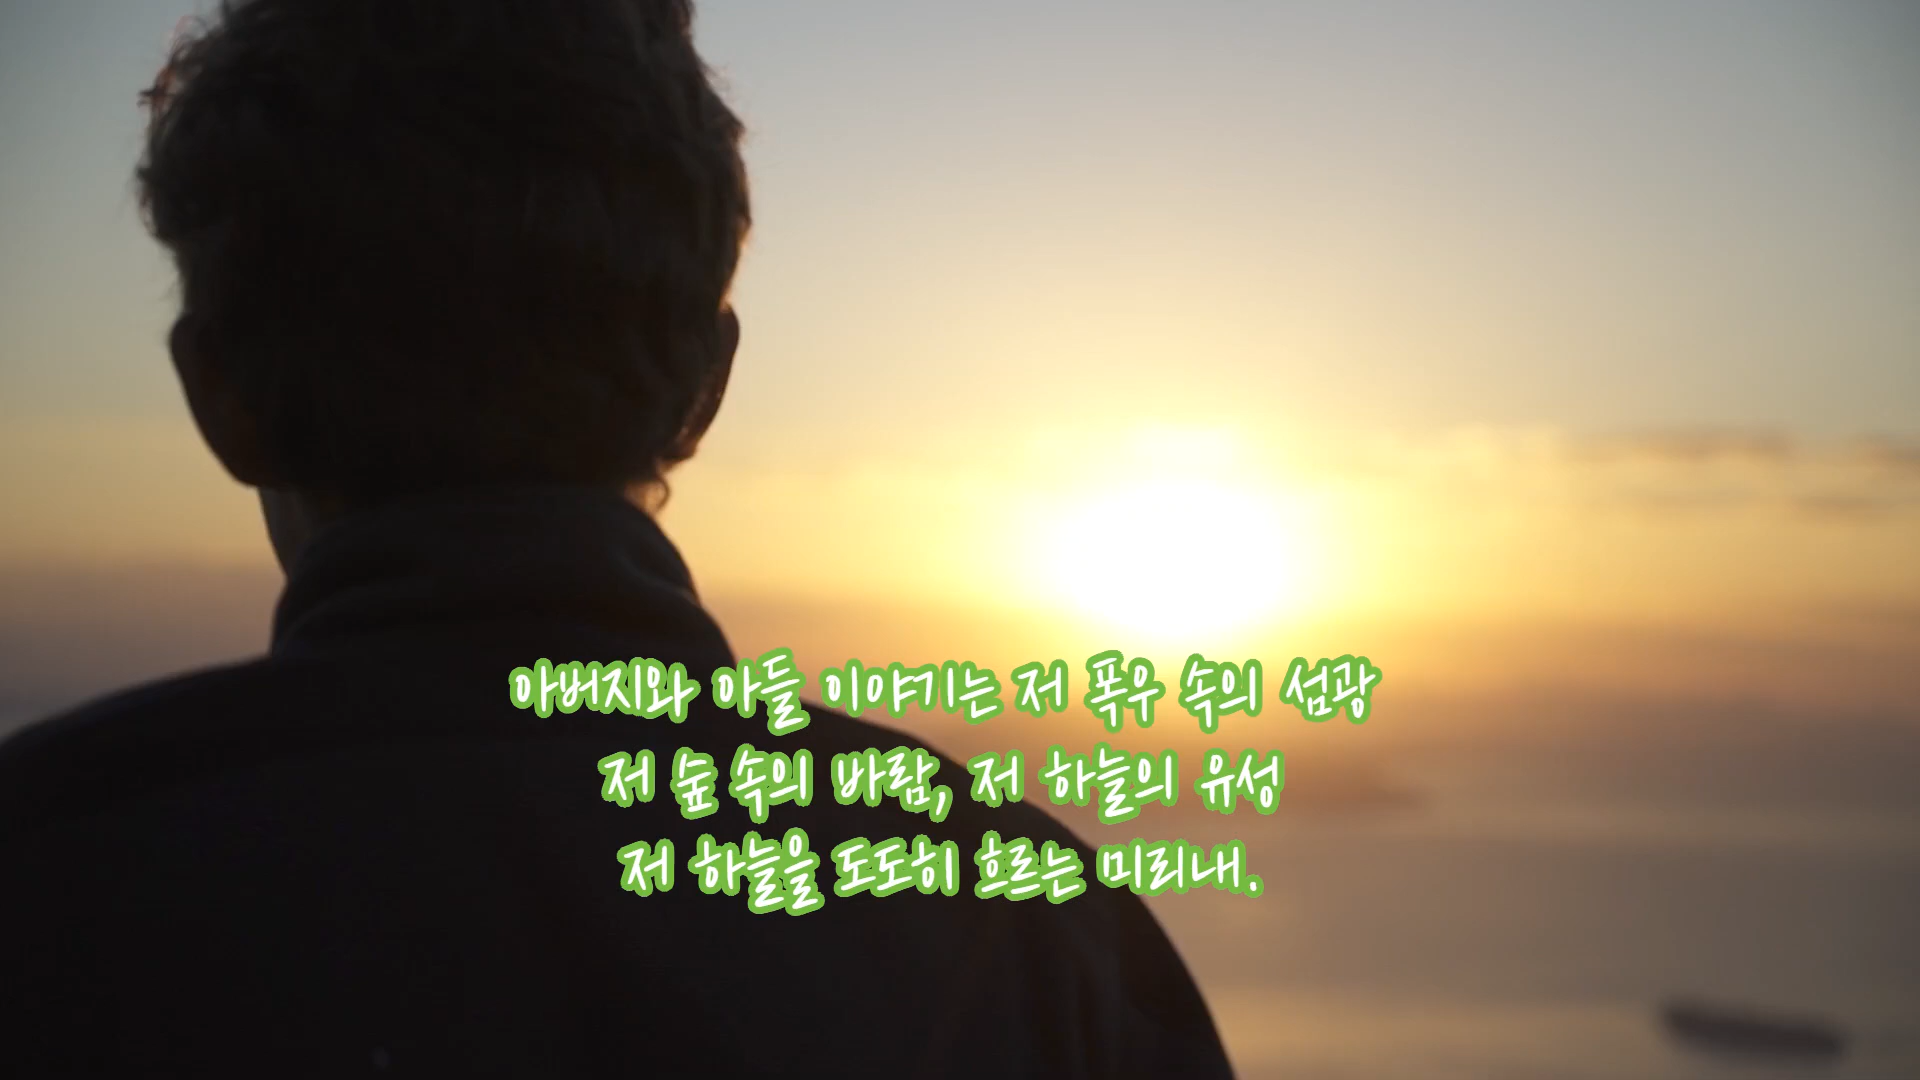 아버지와 아들 이야기는 저 폭우 속의 섬광
저 숲 속의 바람, 저 하늘의 유성
저 하늘을 도도히 흐르는 미리내.